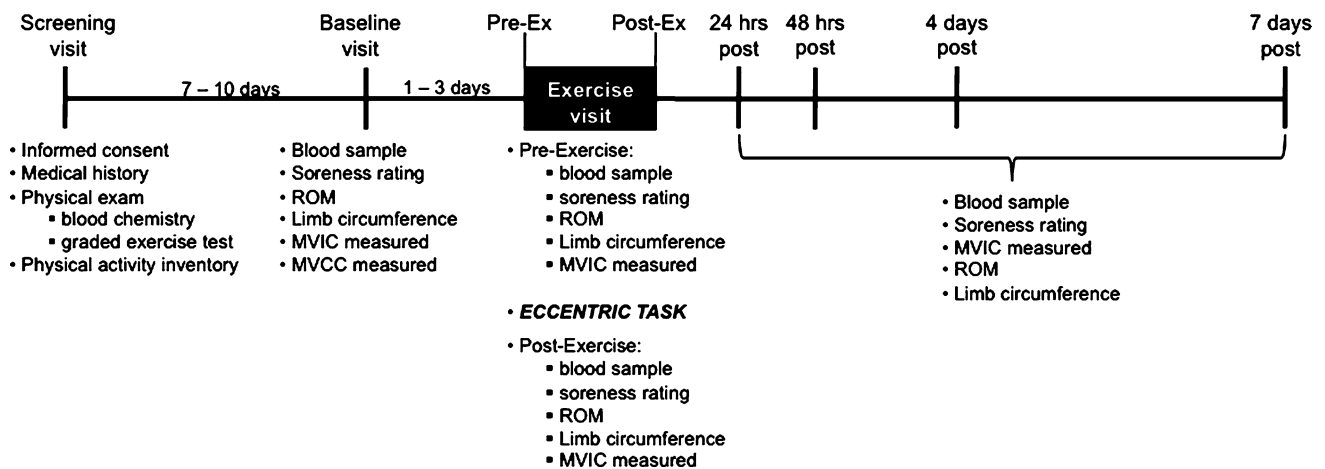 Screening visit
Baseline visit
Pre-Ex
Post-Ex
24 hrs post
48 hrs post
4 days post
7 days post
7 – 10 days
1 – 3 days
Exercise visit
• Informed consent
• Medical history
• Physical exam
▪ blood chemistry
▪ graded exercise test
• Physical activity inventory
• Blood sample
• Soreness rating
• ROM
• Limb circumference
• MVIC measured
• MVCC measured
• Pre-Exercise:
▪ blood sample
▪ soreness rating
▪ ROM
▪ Limb circumference
▪ MVIC measured
• ECCENTRIC TASK
• Post-Exercise:
▪ blood sample
▪ soreness rating
▪ ROM
▪ Limb circumference
▪ MVIC measured
• Blood sample
• Soreness rating
• MVIC measured
• ROM
• Limb circumference